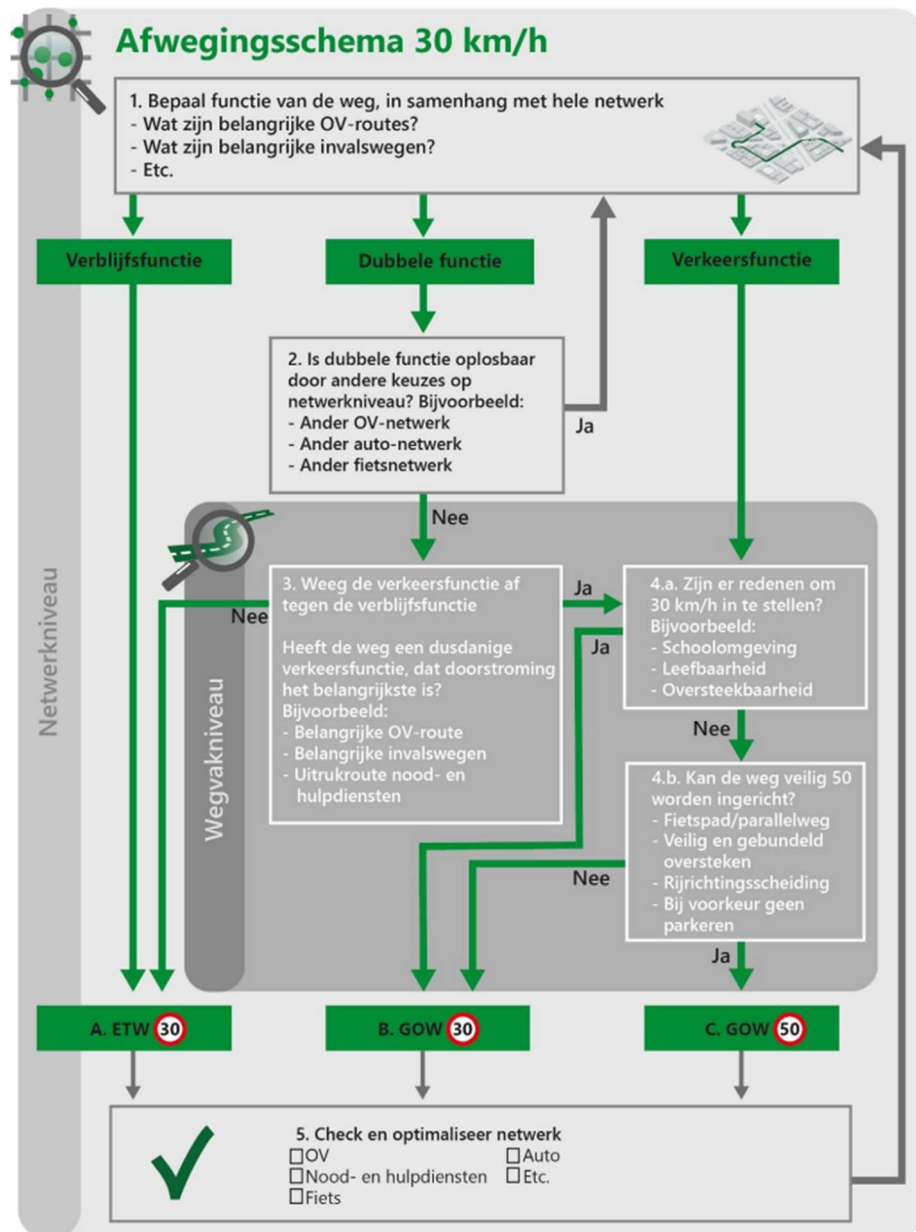 Afwegingsschema 30 km/h
1. Bepaal functie van de weg, in samenhang met hele netwerk
- Wat zijn belangrijke OV-routes?
- Wat zijn belangrijke invalswegen?
- Etc.
Verblijfsfunctie
Dubbele functie
Verkeersfunctie
2. Is dubbele functie oplosbaar
door andere keuzes op
netwerkniveau? Bijvoorbeeld:
- Ander OV-netwerk
- Ander auto-netwerk
- Ander fietsnetwerk
Ja
Nee
Netwerkniveau
Wegvakniveau
3. Weeg de verkeersfunctie af
tegen de verblijfsfunctie
Heeft de weg een dusdanige
verkeersfunctie, dat doorstroming
het belangrijkste is?
Bijvoorbeeld:
- Belangrijke OV-route
- Belangrijke invalswegen
- Uitrukroute nood- en
hulpdiensten
Nee
Ja
4.a. Zijn er redenen om
30 km/h in te stellen?
Bijvoorbeeld:
- Schoolomgeving
- Leefbaarheid
- Oversteekbaarheid
Ja
Nee
4.b. Kan de weg veilig 50
worden ingericht?
- Fietspad/parallelweg
- Veilig en gebundeld
oversteken
- Rijrichtingsscheiding
- Bij voorkeur geen
parkeren
Nee
Ja
A. ETW 30
B. GOW 30
C. GOW 50
5. Check en optimaliseer netwerk
OV
Nood- en hulpdiensten
Fiets
Auto
Etc.